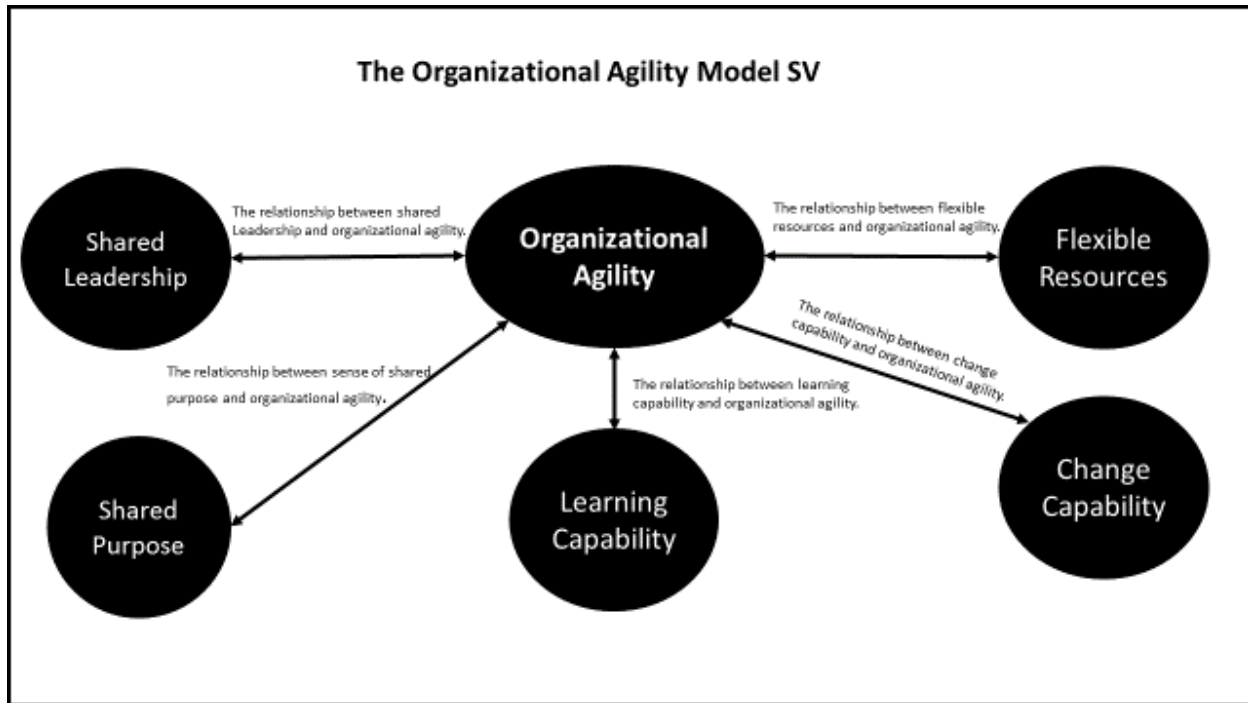 The Organizational Agility Model SV
The relationship between shared
Leadership and organizational agility.
The relationship between flexible
resources and organizational agility.
Shared
Leadership
Organizational
Agility
Flexible
Resources
The relationship between change
capability and organizational agility.
The relationship between sense of shared
purpose and organizational agility.
The relationship between learning
capability and organizational agility.
Shared
Purpose
Learning
Capability
Change
Capability